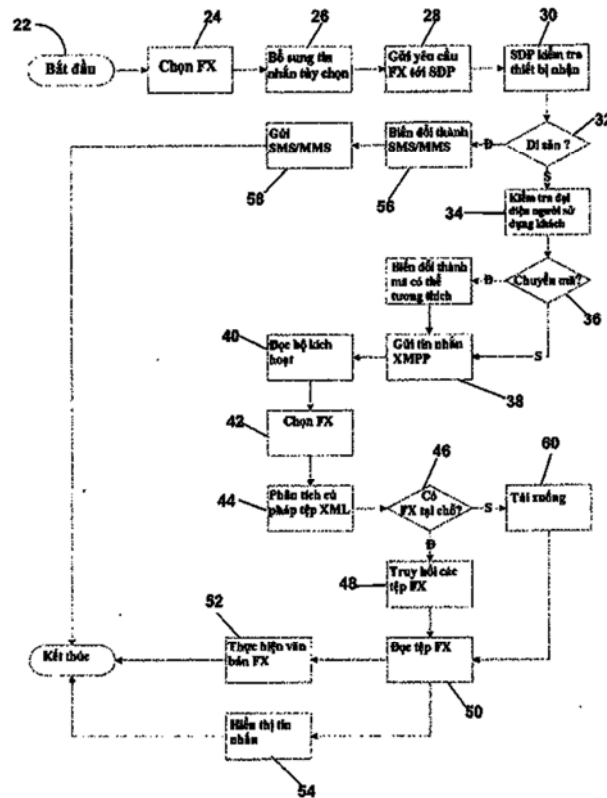 22
24
26
28
30
Bắt đầu
Chọn FX
Bổ sung tin
nhắn tùy chọn
Gửi yêu cầu
FX tới SDP
SDP kiểm tra
thiết bị nhận
Gửi
SMS/MMS
Biến đổi thành
SMS/MMS
Đ
Di sản ?
32
58
56
S
34
Kiểm tra đại
diện người sử
dụng khách
Biến đổi thành
mã có thể
tương thích
Đ
Chuyển mã?
36
40
Đọc bộ kích
hoạt
Gửi tin nhắn
XMPP
S
38
42
Chọn FX
46
60
44
Phân tích cú
pháp tệp XML
Có
FX tại chỗ?
S
Tải xuống
Đ
48
Truy hồi các
tệp FX
52
Kết thúc
Thực hiện văn
bản FX
Đọc tệp FX
50
Hiển thị tin
nhắn
54